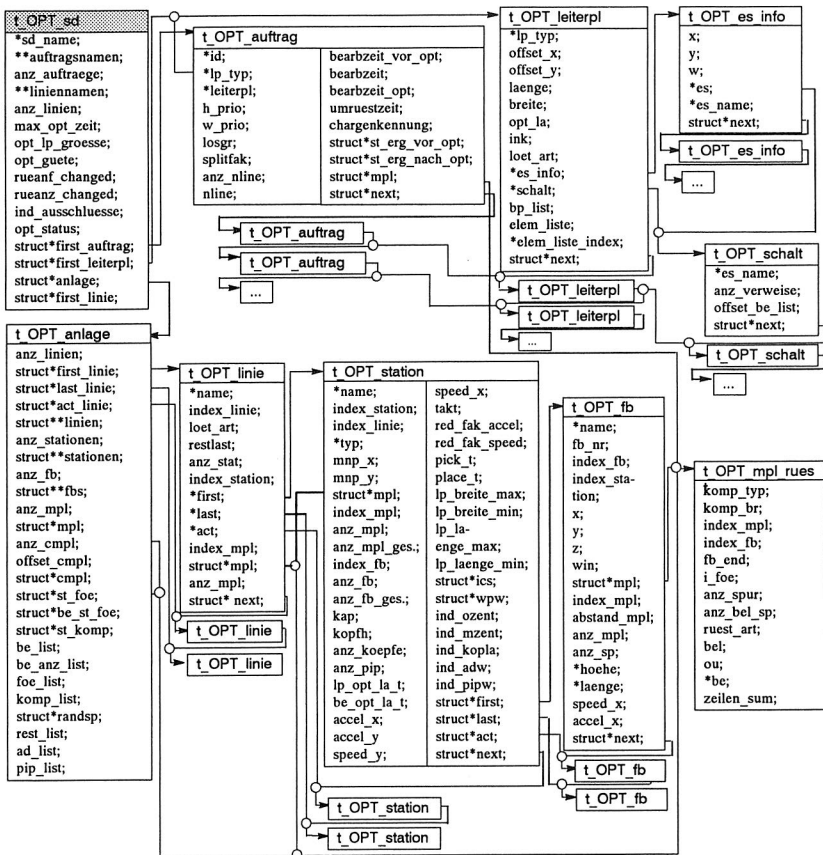 t_OPT_sd
*sd_name;
**auftragsnamen;
anz_auftraege;
**liniennamen;
anz_linien;
max_opt_zeit;
opt_lp_groesse;
opt_guete;
rueanf_changed;
rueanz_changed;
ind_ausschluesse;
opt_status;
struct*first_auftrag;
struct*first_leiterpl;
struct*anlage;
struct*first_linie;
t_OPT_auftrag
*id;
*lp_typ;
*leiterpl;
h_prio;
w_prio;
losgr;
splitfak;
anz_nline;
nline;
bearbzeit_vor_opt;
bearbzeit;
bearbzeit_opt;
umruestzeit;
chargenkennung;
struct*st_erg_vor_opt;
struct*st_erg_nach_opt;
struct*mpl;
struct*next;
t_OPT_auftrag
t_OPT_auftrag
...
t_OPT_leiterpl
*lp_typ;
offset_x;
offset_y;
laenge;
breite;
opt_la;
ink;
loet_art;
*es_info;
*schalt;
bp_list;
elem_liste;
*elem_liste_index;
struct*next;
t_OPT_leiterpl
t_OPT_leiterpl
...
t_OPT_es_info
x;
y;
w;
*es;
*es_name;
struct*next;
t_OPT_es_info
...
t_OPT_schalt
*es_name;
anz_verweise;
offset_be_list;
struct*next;
t_OPT_schalt
...
t_OPT_anlage
anz_linien;
struct*first_linie;
struct*last_linie;
struct*act_linie;
struct**linien;
anz_stationen;
struct**stationen;
anz_fb;
struct**fbs;
anz_mpl;
struct*mpl;
anz_cmpl;
offset_cmpl;
struct*cmpl;
struct*st_foe;
struct*be_st_foe;
struct*st_komp;
be_list;
be_anz_list;
foe_list;
komp_list;
struct*randsp;
rest_list;
ad_list;
pip_list;
t_OPT_linie
*name;
index_linie;
loet_art;
restlast;
anz_stat;
index_station;
*first;
*last;
*act;
index_mpl;
struct*mpl;
anz_mpl;
struct* next;
t_OPT_linie
t_OPT_linie
t_OPT_station
*name;
index_station;
index_linie;
*typ;
mnp_x;
mnp_y;
struct*mpl;
index_mpl;
anz_mpl;
anz_mpl_ges.;
index_fb;
anz_fb;
anz_fb_ges.;
kap;
kopfh;
anz_koepfe;
anz_pip;
lp_opt_la_t;
be_opt_la_t;
accel_x;
accel_y
speed_y;
speed_x;
takt;
red_fak_accel;
red_fak_speed;
pick_t;
place_t;
lp_breite_max;
lp_breite_min;
lp_la-
enge_max;
lp_laenge_min;
struct*ics;
struct*wpw;
ind_ozent;
ind_mzent;
ind_kopla;
ind_adw;
ind_pipw;
struct*first;
struct*last;
struct*act;
struct*next;
t_OPT_station
t_OPT_station
t_OPT_fb
*name;
fb_nr;
index_fb;
index_sta-
tion;
x;
y;
z;
win;
struct*mpl;
index_mpl;
abstand_mpl;
anz_mpl;
anz_sp;
*hoehe;
*laenge;
speed_x;
accel_x;
struct*next;
t_OPT_fb
t_OPT_fb
t_OPT_mpl_rues
komp_typ;
komp_br;
index_mpl;
index_fb;
fb_end;
i_foe;
anz_spur;
anz_bel_sp;
ruest_art;
bel;
ou;
*be;
zeilen_sum;